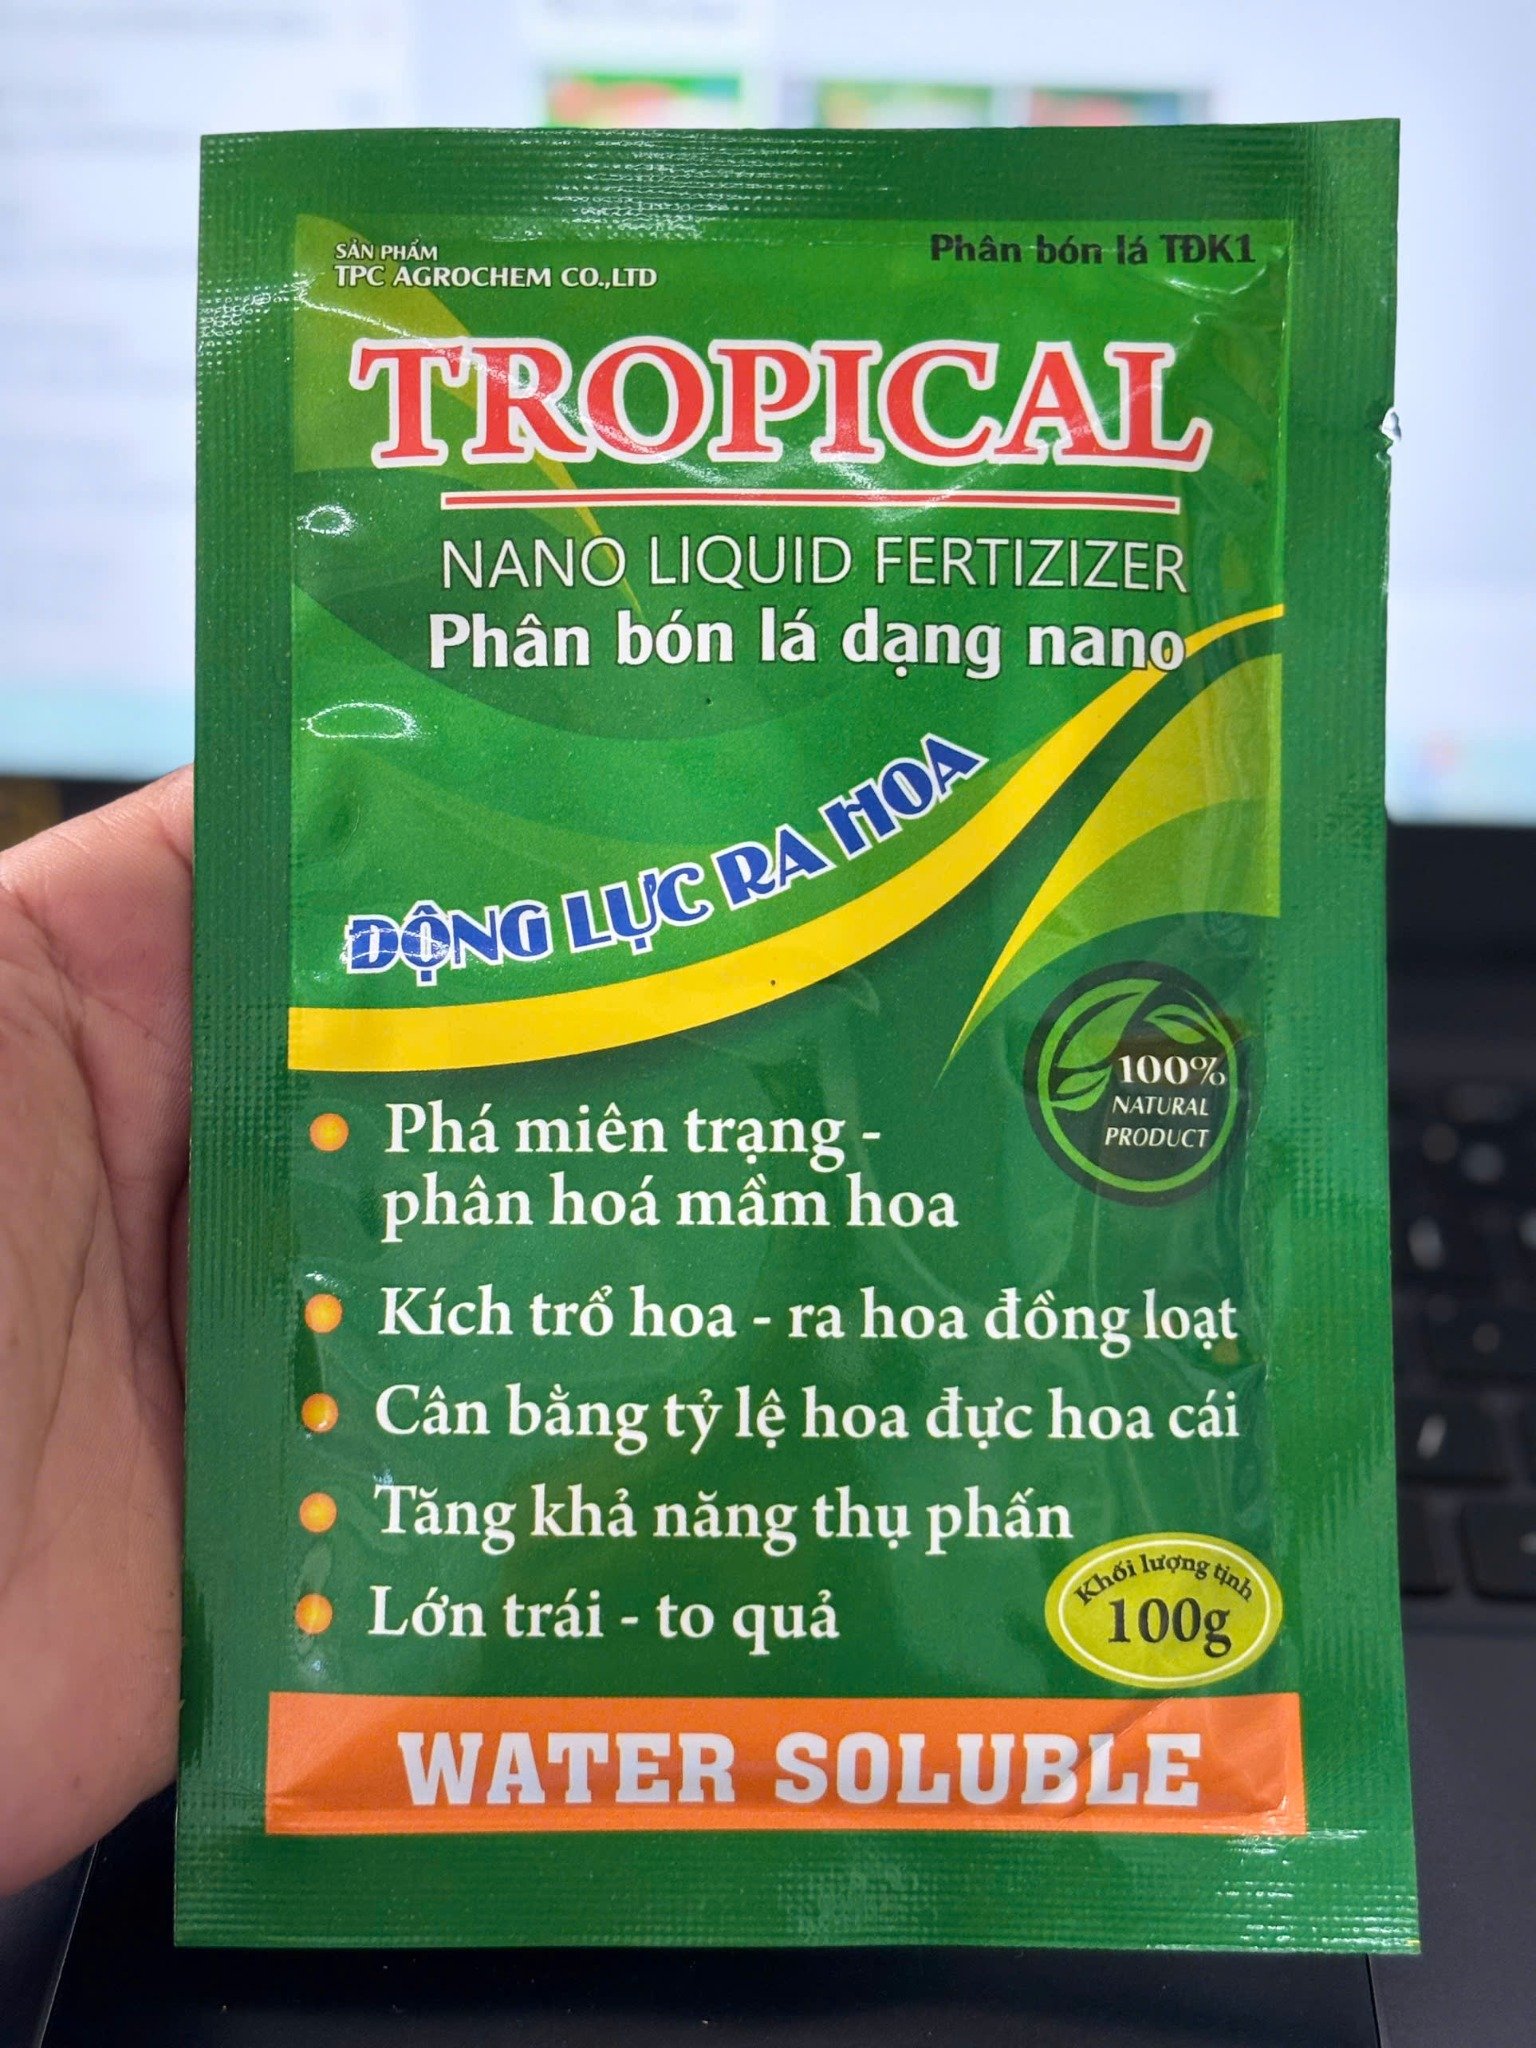 SẢN PHẨM
TPC AGROCHEM CO.,LTD
Phân bón lá TĐK1
TROPICAL
NANO LIQUID FERTIZIZER
Phân bón lá dạng nano
ĐỘNG LỰC RA HOA
100%
NATURAL
PRODUCT
Phá miên trạng -
phân hoá mầm hoa
Kích trổ hoa - ra hoa đồng loạt
Cân bằng tỷ lệ hoa đực hoa cái
Tăng khả năng thụ phấn
Lớn trái - to quả
Khối lượng tịnh
100g
WATER SOLUBLE